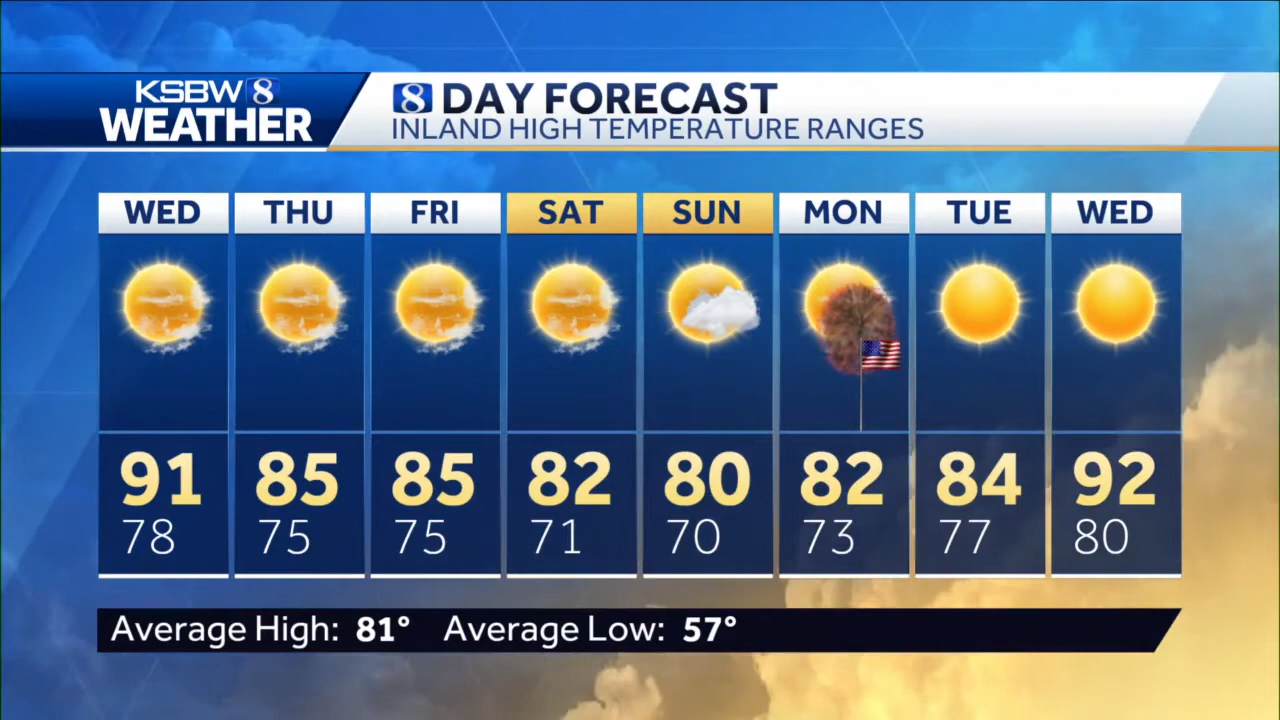 KSBW 8
WEATHER
8 DAY FORECAST
INLAND HIGH TEMPERATURE RANGES
WED THU FRI SAT SUN MON TUE WED
91 85 85 82 80 82 84 92
78 75 75 71 70 73 77 80
Average High: 81° Average Low: 57°